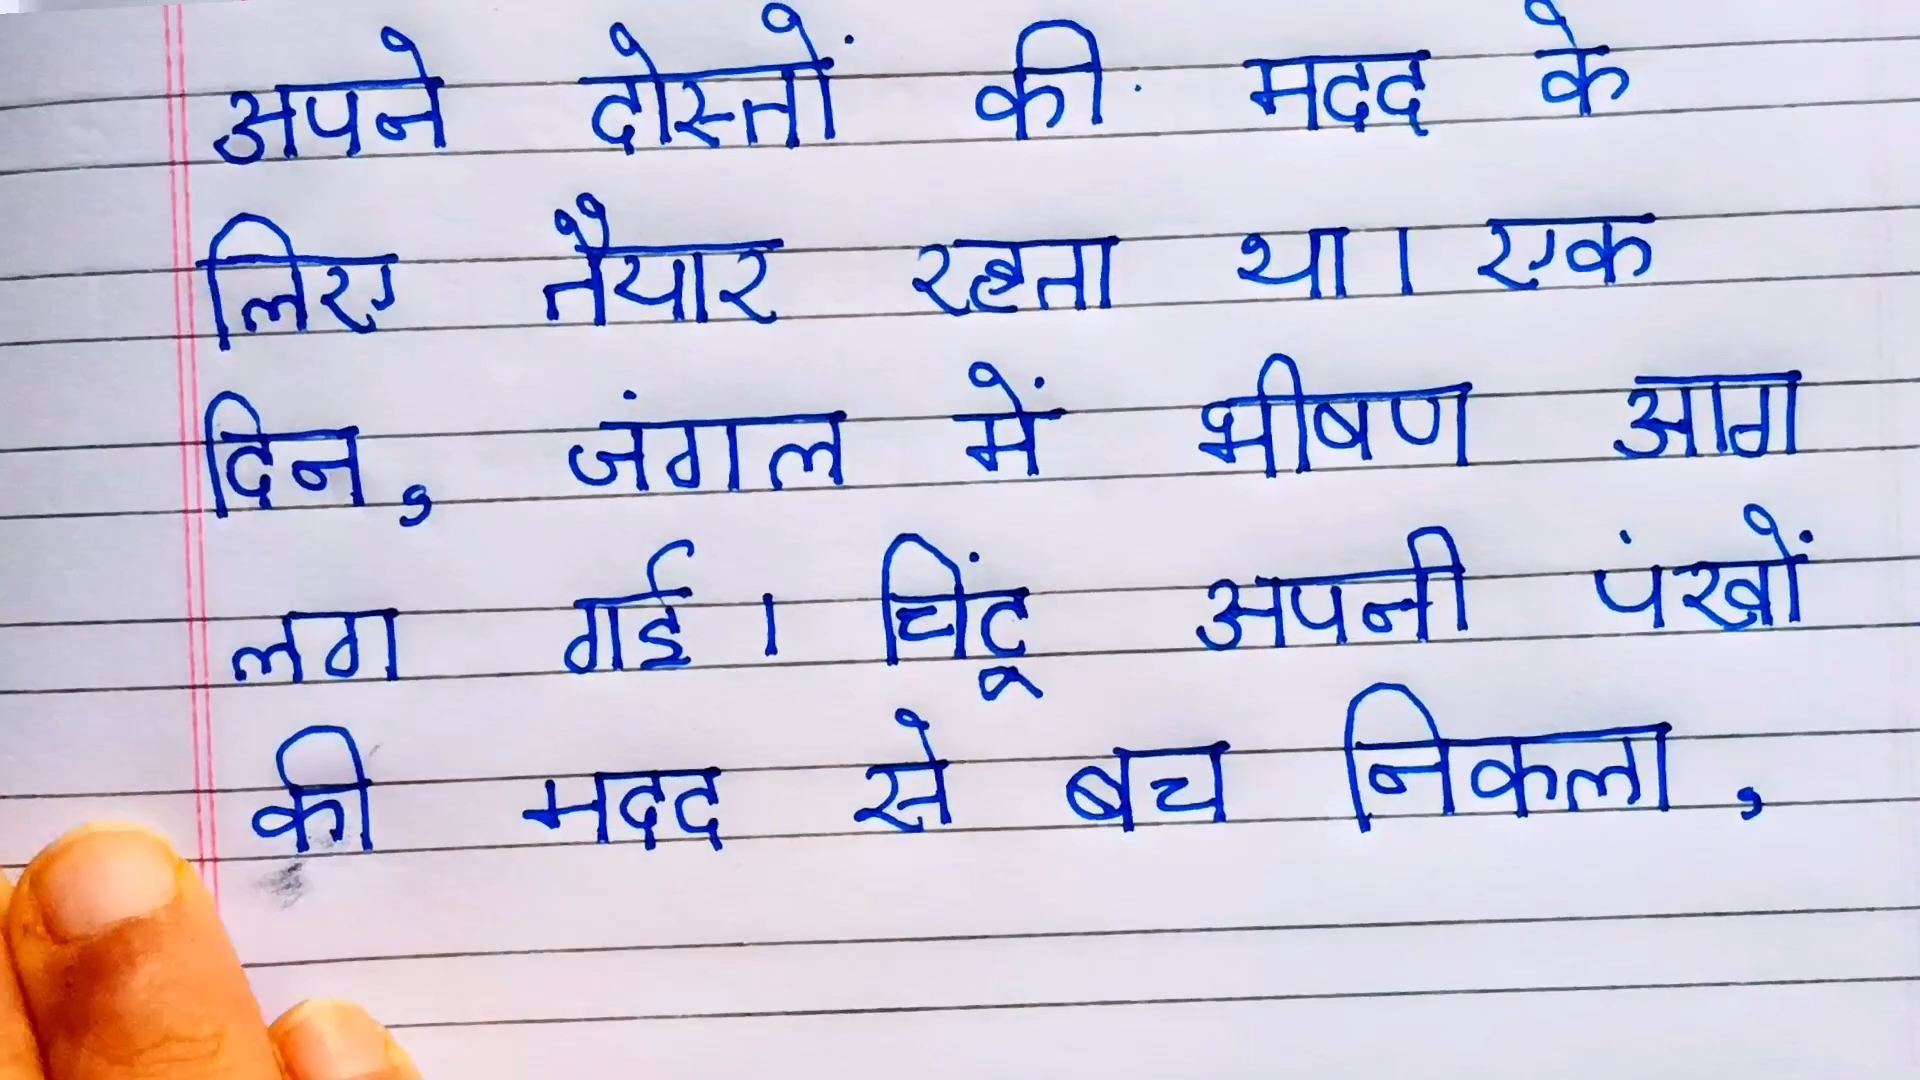 अपने दोस्तों की मदद के
लिए तैयार रहता था। एक
दिन, जंगल में भीषण आग
लग गई। चिंटू अपनी पंखों
की मदद से बच निकला,